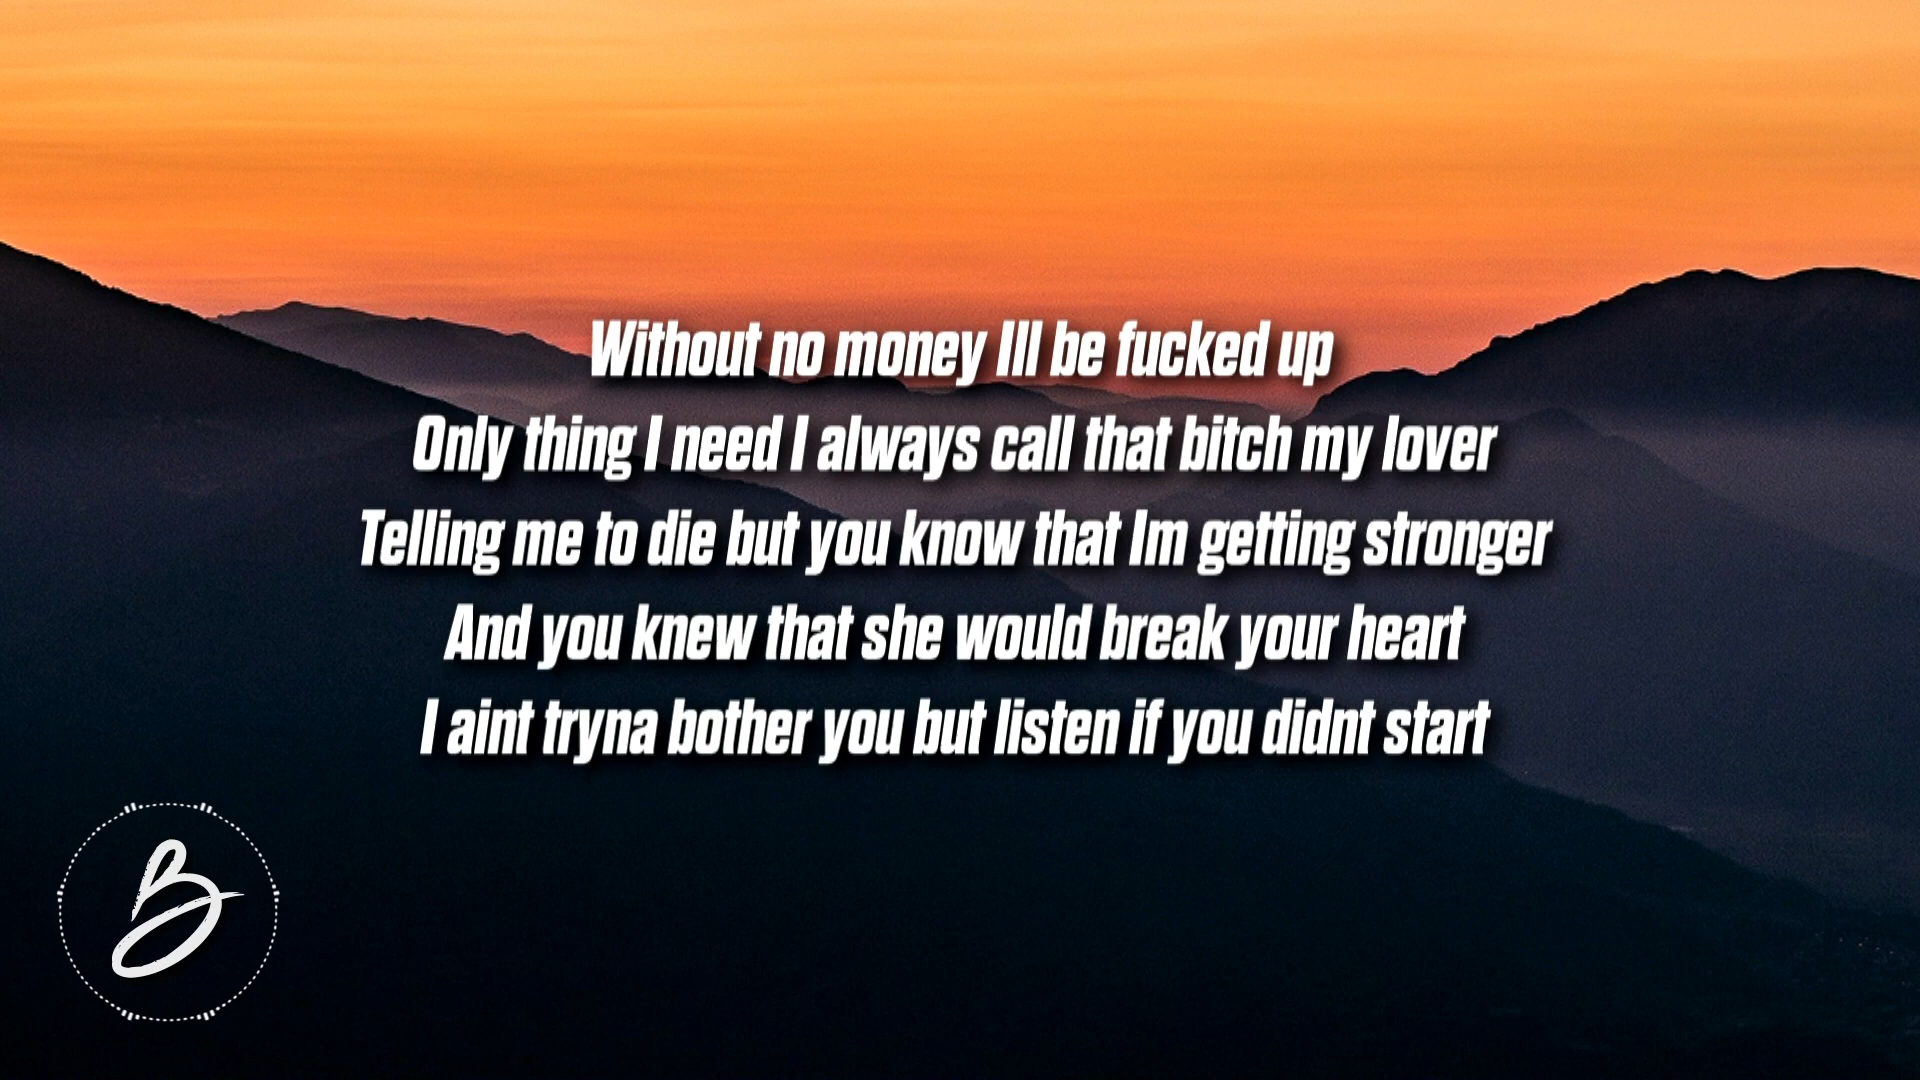 Without no money Ill be fucked up
Only thing I need I always call that bitch my lover
Telling me to die but you know that Im getting stronger
And you knew that she would break your heart
I aint tryna bother you but listen if you didnt start
B